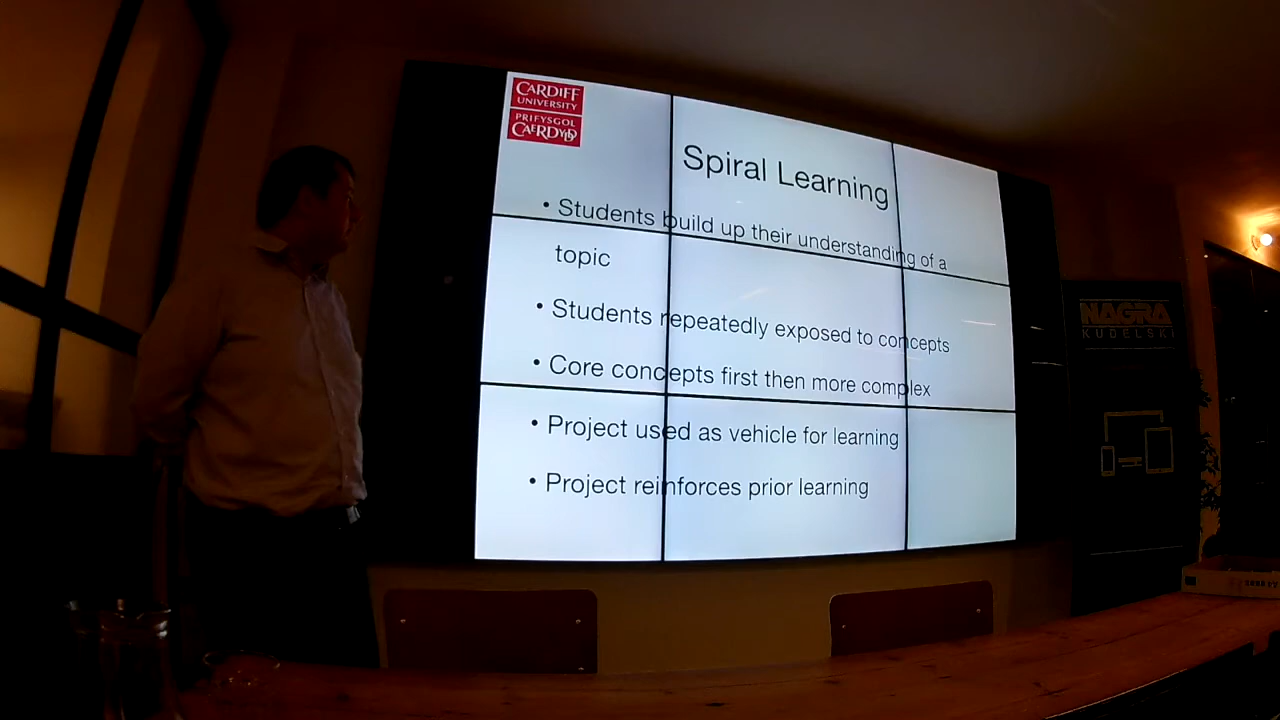 CARDIFF
UNIVERSITY
PRIFYSGOL
CAERDYDD
Spiral Learning
• Students build up their understanding of a
topic
• Students repeatedly exposed to concepts
• Core concepts first then more complex
• Project used as vehicle for learning
• Project reinforces prior learning
NAGRA
KUDELSKI